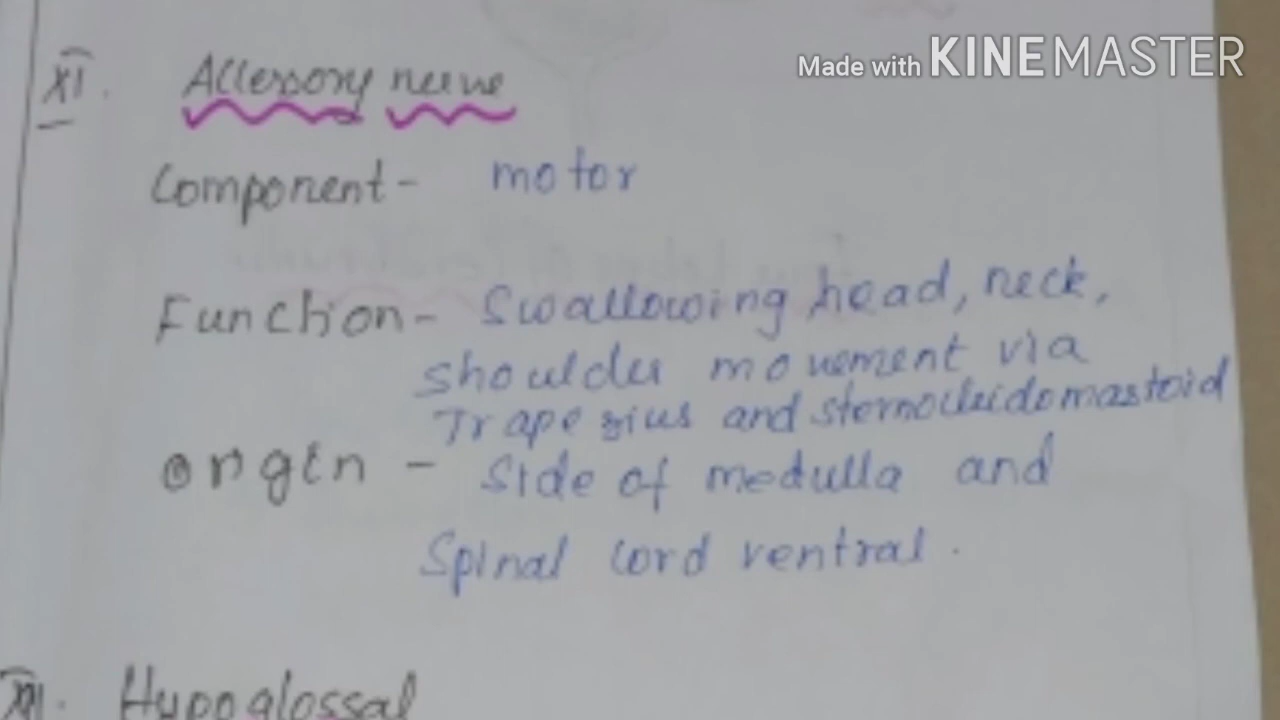 Made with KINEMASTER
XI. Accessory nerve
Component - motor
Function - Swallowing head, neck,
shoulder movement via
Trapezius and sternocleidomastoid
Origin - Side of medulla and
Spinal cord ventral.
XII. Hypoglossal